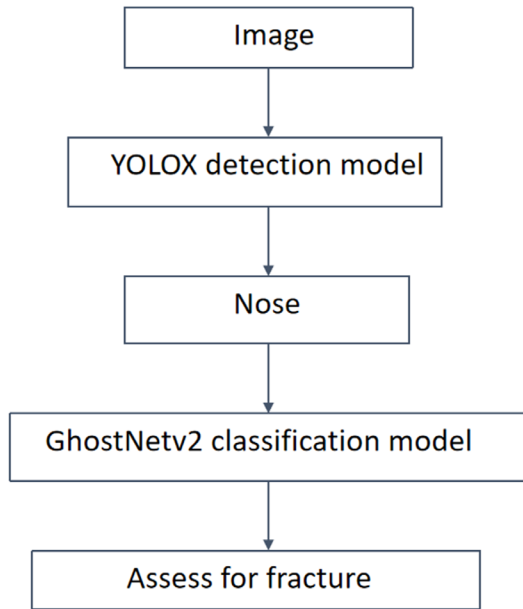 Image
YOLOX detection model
Nose
GhostNetv2 classification model
Assess for fracture